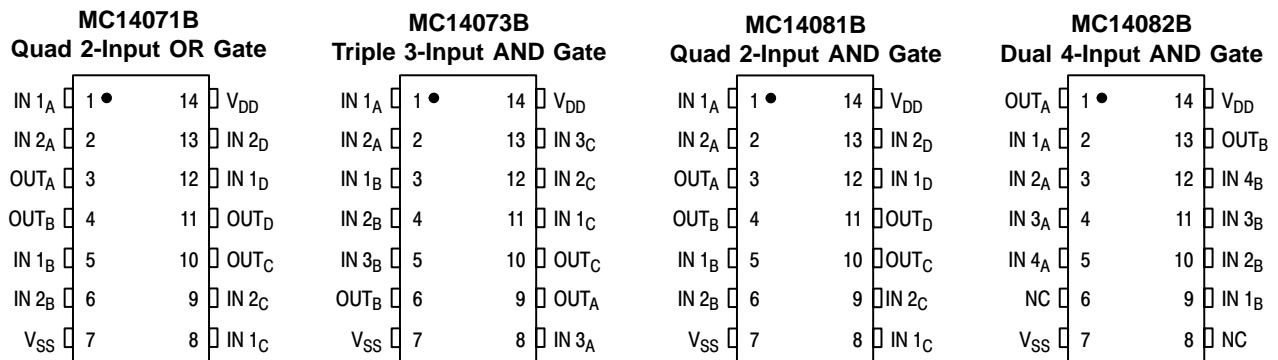 MC14071B
Quad 2-Input OR Gate
IN 1A 1 14 VDD
IN 2A 2 13 IN 2D
OUTA 3 12 IN 1D
OUTB 4 11 OUTD
IN 1B 5 10 OUTC
IN 2B 6 9 IN 2C
VSS 7 8 IN 1C
MC14073B
Triple 3-Input AND Gate
IN 1A 1 14 VDD
IN 2A 2 13 IN 3C
IN 1B 3 12 IN 2C
IN 2B 4 11 IN 1C
IN 3B 5 10 OUTC
OUTB 6 9 OUTA
VSS 7 8 IN 3A
MC14081B
Quad 2-Input AND Gate
IN 1A 1 14 VDD
IN 2A 2 13 IN 2D
OUTA 3 12 IN 1D
OUTB 4 11 OUTD
IN 1B 5 10 OUTC
IN 2B 6 9 IN 2C
VSS 7 8 IN 1C
MC14082B
Dual 4-Input AND Gate
OUTA 1 14 VDD
IN 1A 2 13 OUTB
IN 2A 3 12 IN 4B
IN 3A 4 11 IN 3B
IN 4A 5 10 IN 2B
NC 6 9 IN 1B
VSS 7 8 NC